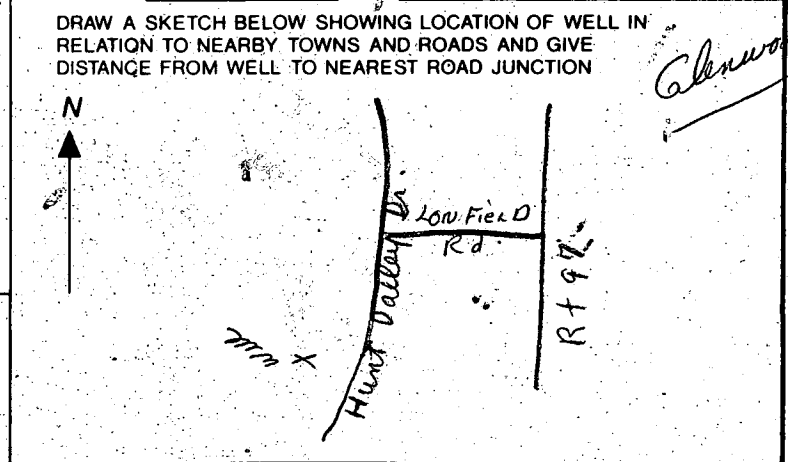 DRAW A SKETCH BELOW SHOWING LOCATION OF WELL IN
RELATION TO NEARBY TOWNS AND ROADS AND GIVE
DISTANCE FROM WELL TO NEAREST ROAD JUNCTION
N
Lon FieLD
Rd.
Hunt Valley Dr.
Rt 97
X